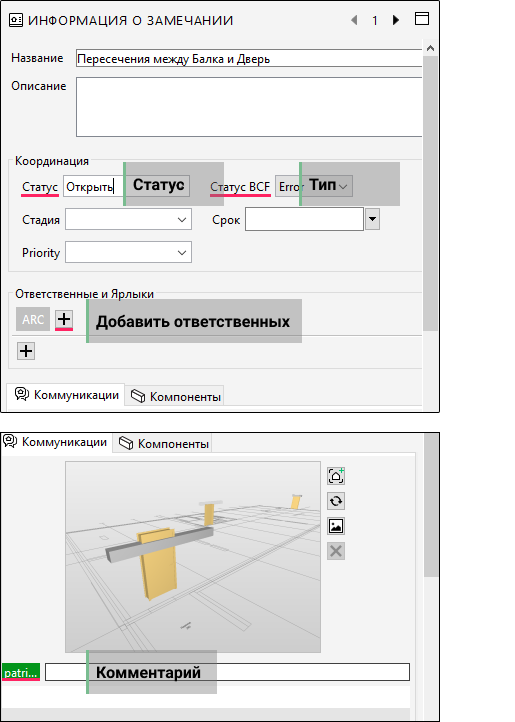 ИНФОРМАЦИЯ О ЗАМЕЧАНИИ 1
Название Пересечения между Балка и Дверь
Описание
Координация
Статус Открыть Статус Статус BCF Error Тип
Стадия Срок
Priority
Ответственные и Ярлыки
ARC Добавить ответственных
Коммуникации Компоненты
Коммуникации Компоненты
patri... Комментарий